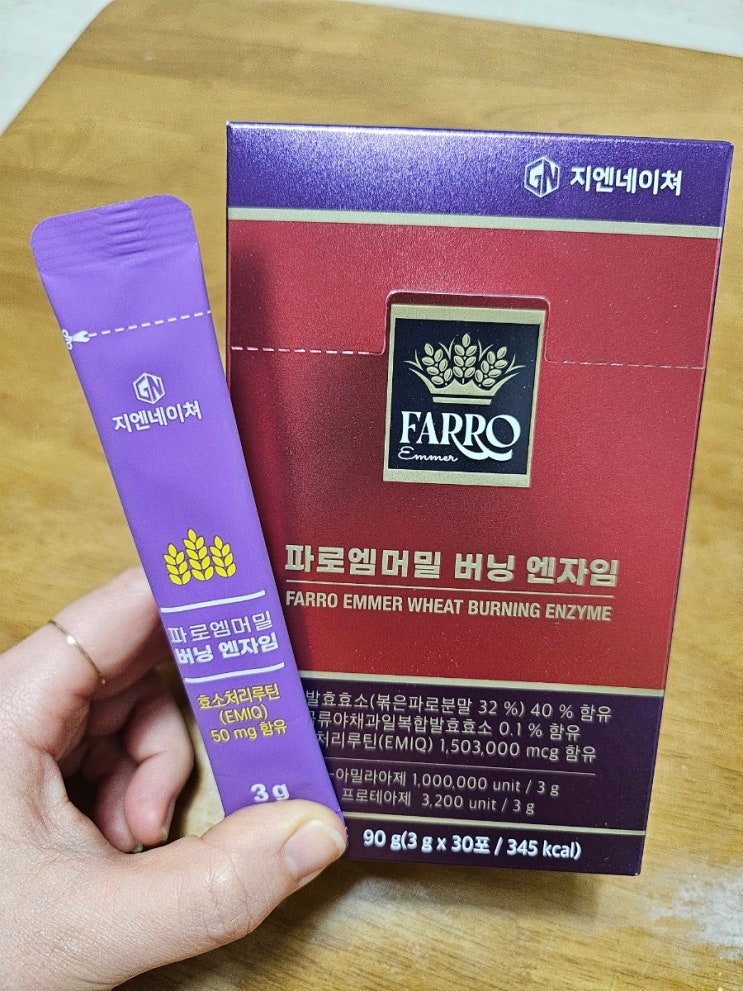 GN 지엔네이쳐
FARRO
Emmer
파로엠머밀 버닝 엔자임
FARRO EMMER WHEAT BURNING ENZYME
발효효소(볶은파로분말 32 %) 40 % 함유
류야채과일복합발효효소 0.1 % 함유
처리루틴(EMIQ) 1,503,000 mcg 함유
-아밀라아제 1,000,000 unit / 3 g
프로테아제 3,200 unit / 3 g
90 g(3 g x 30포 / 345 kcal)
GN
지엔네이쳐
파로엠머밀
버닝 엔자임
효소처리루틴
(EMIQ)
50 mg 함유
3 g